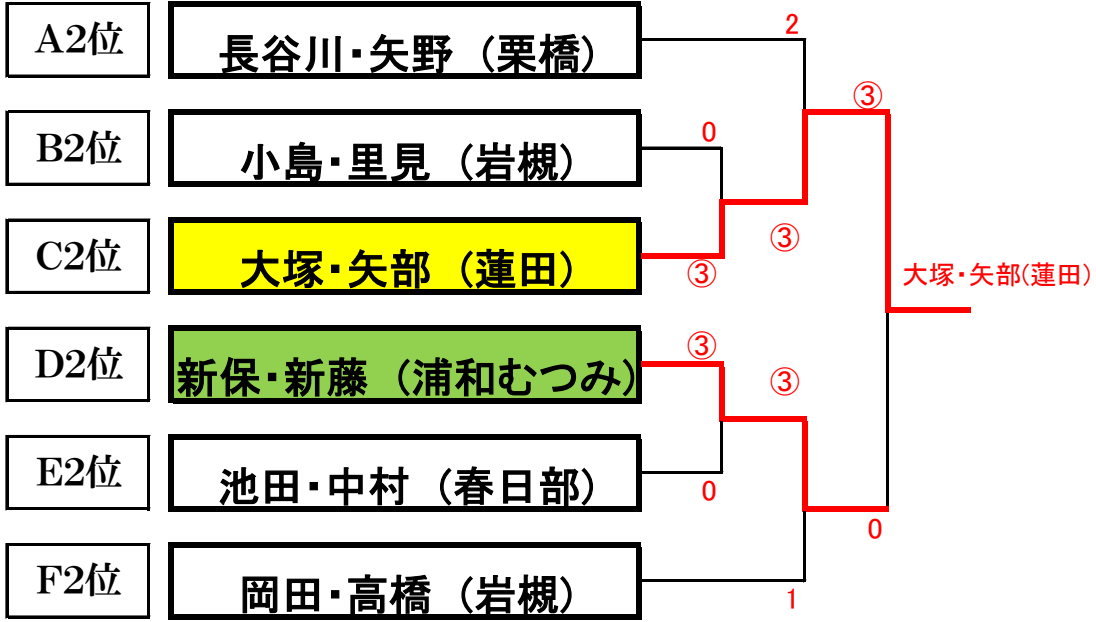 A2位 長谷川・矢野 (栗橋)
2
③
B2位 小島・里見 (岩槻)
0
③
C2位 大塚・矢部 (蓮田)
③
大塚・矢部(蓮田)
D2位 新保・新藤 (浦和むつみ)
③
③
E2位 池田・中村 (春日部)
0
0
F2位 岡田・高橋 (岩槻)
1